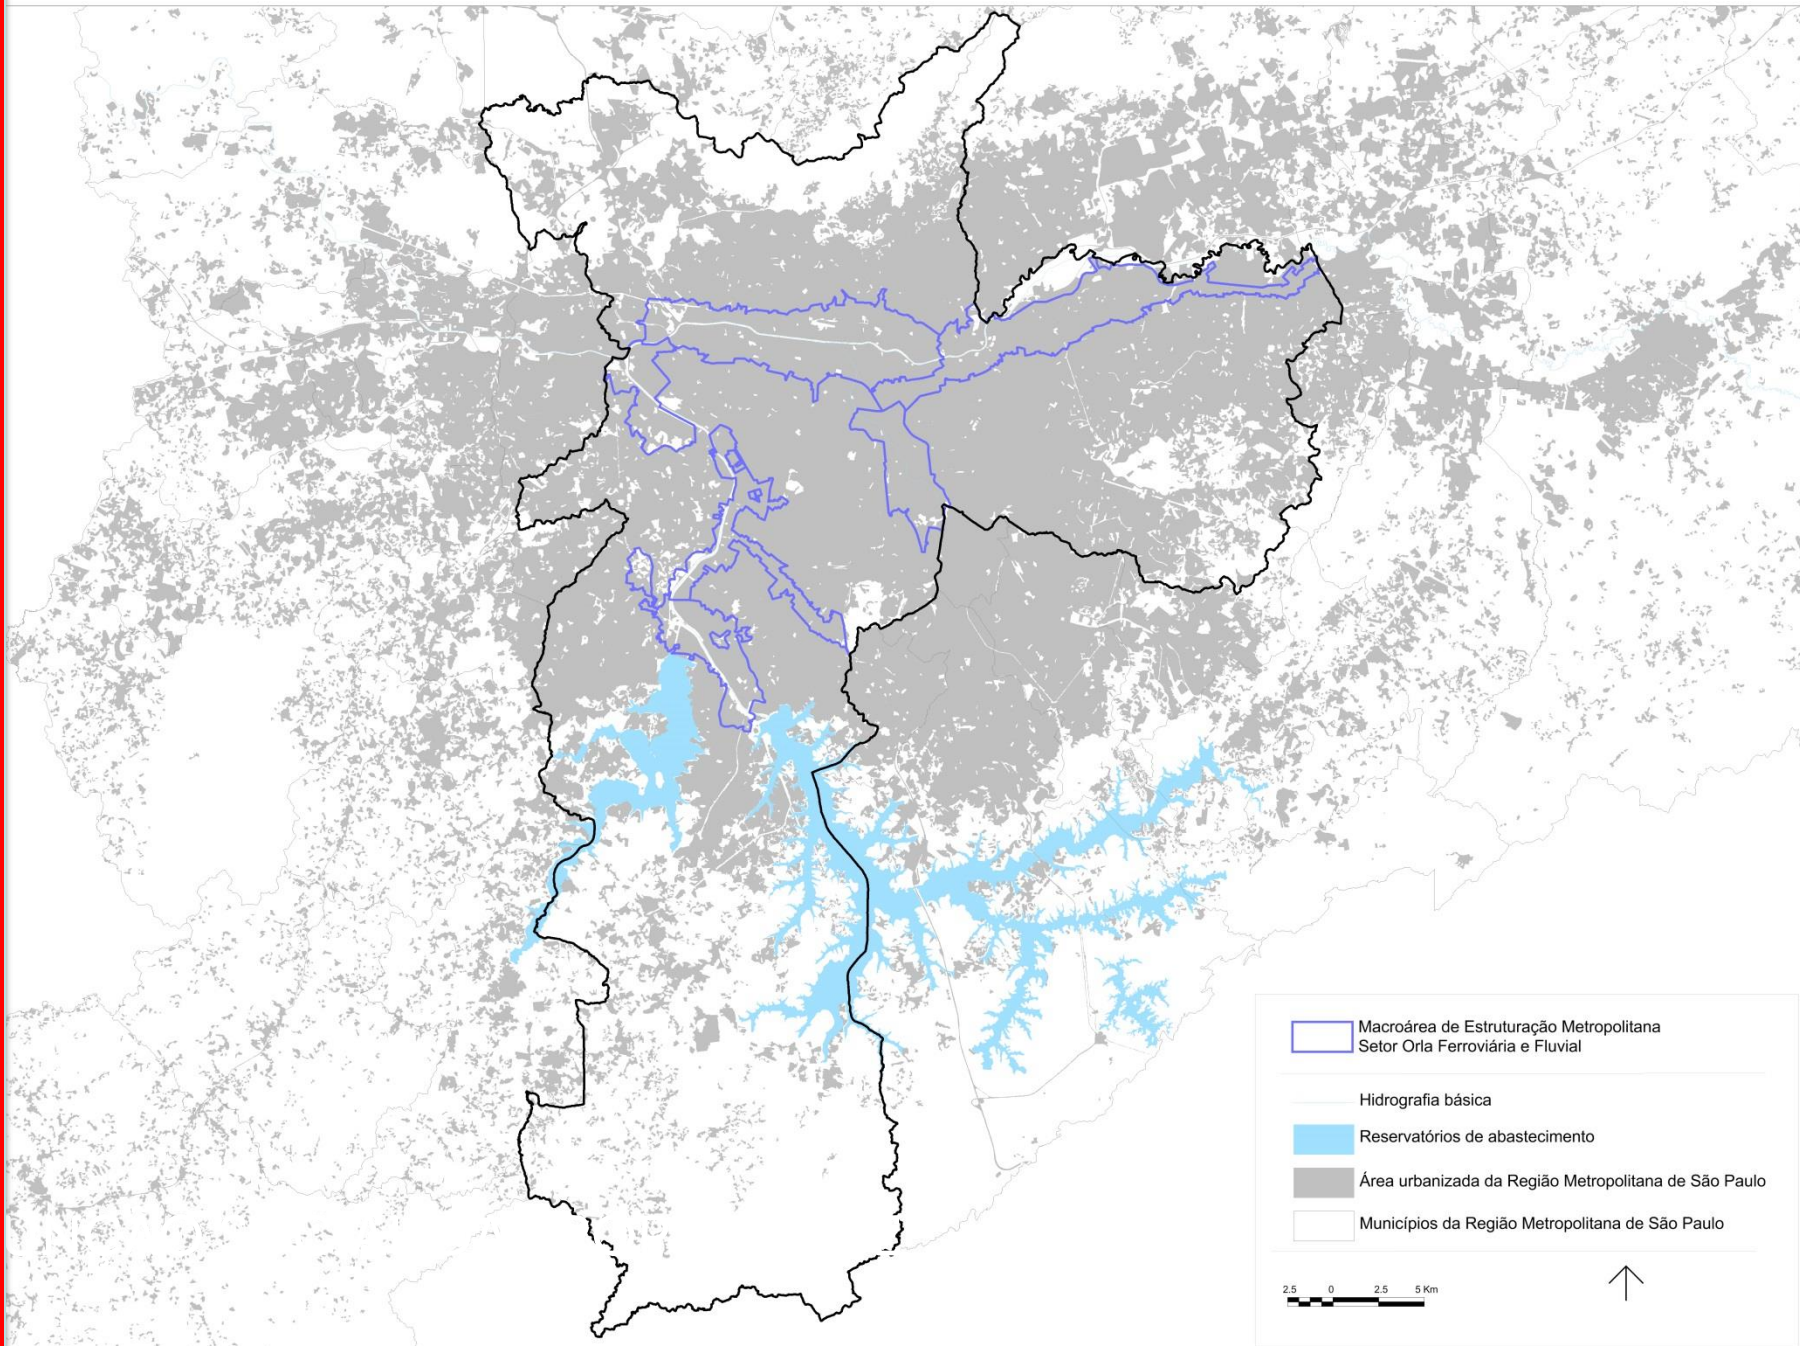 Macroárea de Estruturação Metropolitana
Setor Orla Ferroviária e Fluvial
Hidrografia básica
Reservatórios de abastecimento
Área urbanizada da Região Metropolitana de São Paulo
Municípios da Região Metropolitana de São Paulo
2.5 0 2.5 5 Km